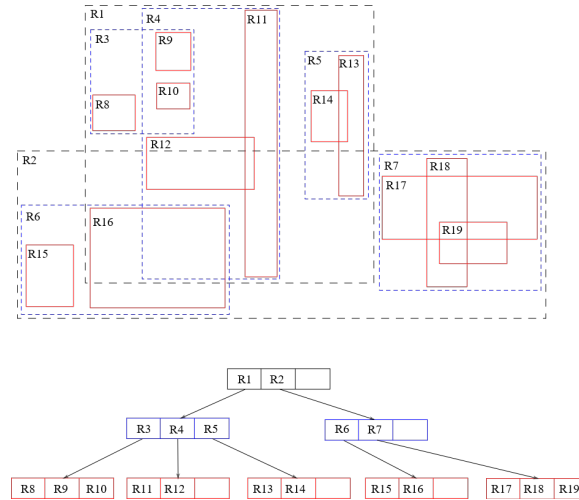 R1
R4
R11
R3
R9
R5
R13
R10
R14
R8
R12
R2
R7
R18
R17
R6
R16
R19
R15
R1 R2
R3 R4 R5
R6 R7
R8 R9 R10
R11 R12
R13 R14
R15 R16
R17 R18 R19